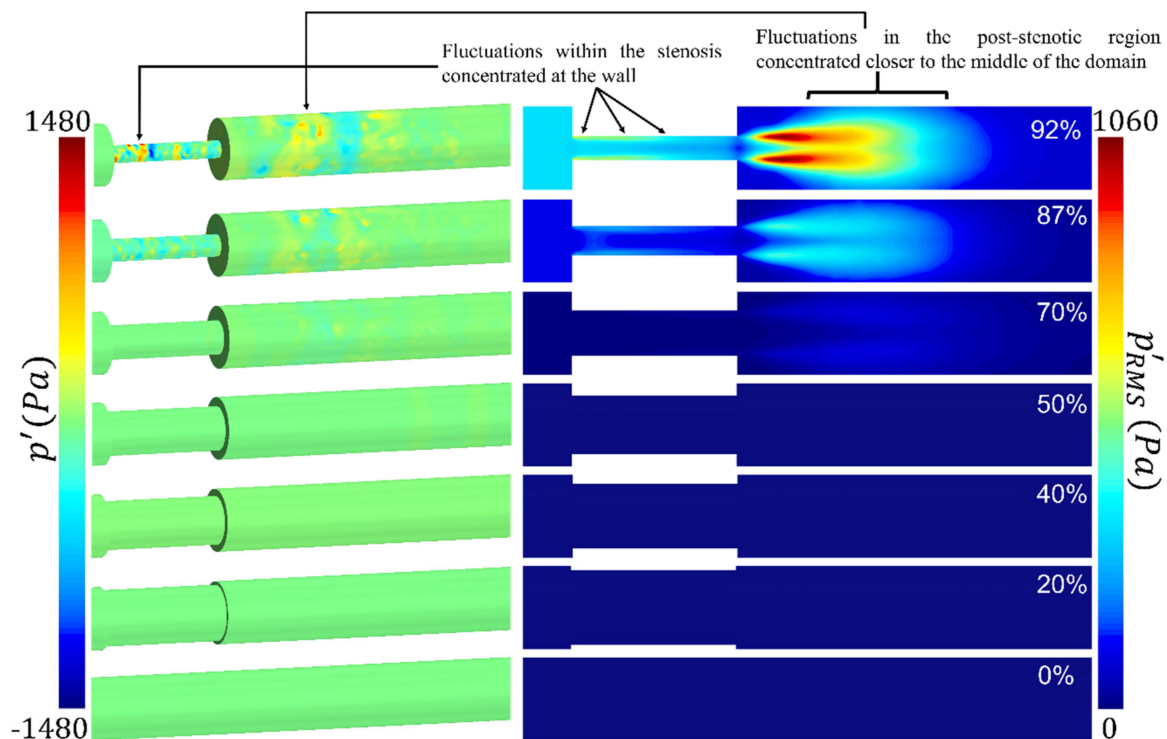 Fluctuations within the stenosis
concentrated at the wall
Fluctuations in the post-stenotic region
concentrated closer to the middle of the domain
1480
p' (Pa)
-1480
92%
87%
70%
50%
40%
20%
0%
1060
p'RMS (Pa)
0